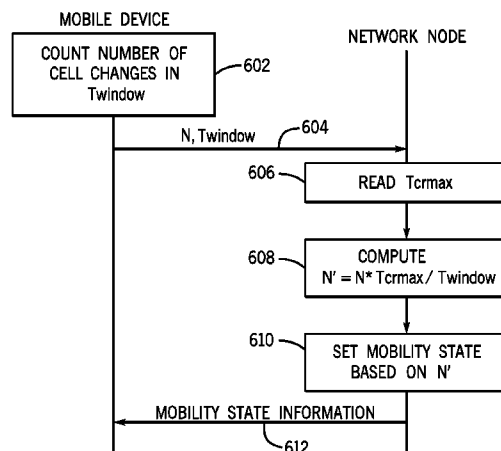 MOBILE DEVICE
NETWORK NODE
COUNT NUMBER OF
CELL CHANGES IN
Twindow
602
N, Twindow
604
606
READ Tcrmax
608
COMPUTE
N' = N* Tcrmax / Twindow
610
SET MOBILITY STATE
BASED ON N'
MOBILITY STATE INFORMATION
612